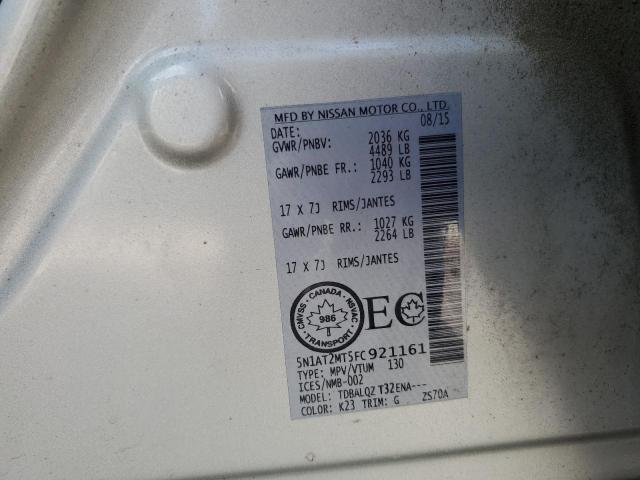 MFD BY NISSAN MOTOR CO., LTD.
DATE: 08/15
GVWR/PNBV: 2036 KG
4489 LB
GAWR/PNBE FR.: 1040 KG
2293 LB
17 X 7J RIMS/JANTES
GAWR/PNBE RR.: 1027 KG
2264 LB
17 X 7J RIMS/JANTES
CANADA
CMVSS NSVAC
986
TRANSPORT
EC
5N1AT2MT5FC921161
TYPE: MPV/VTUM 130
ICES/NMB-002
MODEL: TDBALQZ T32ENA---
COLOR: K23 TRIM: G ZS70A